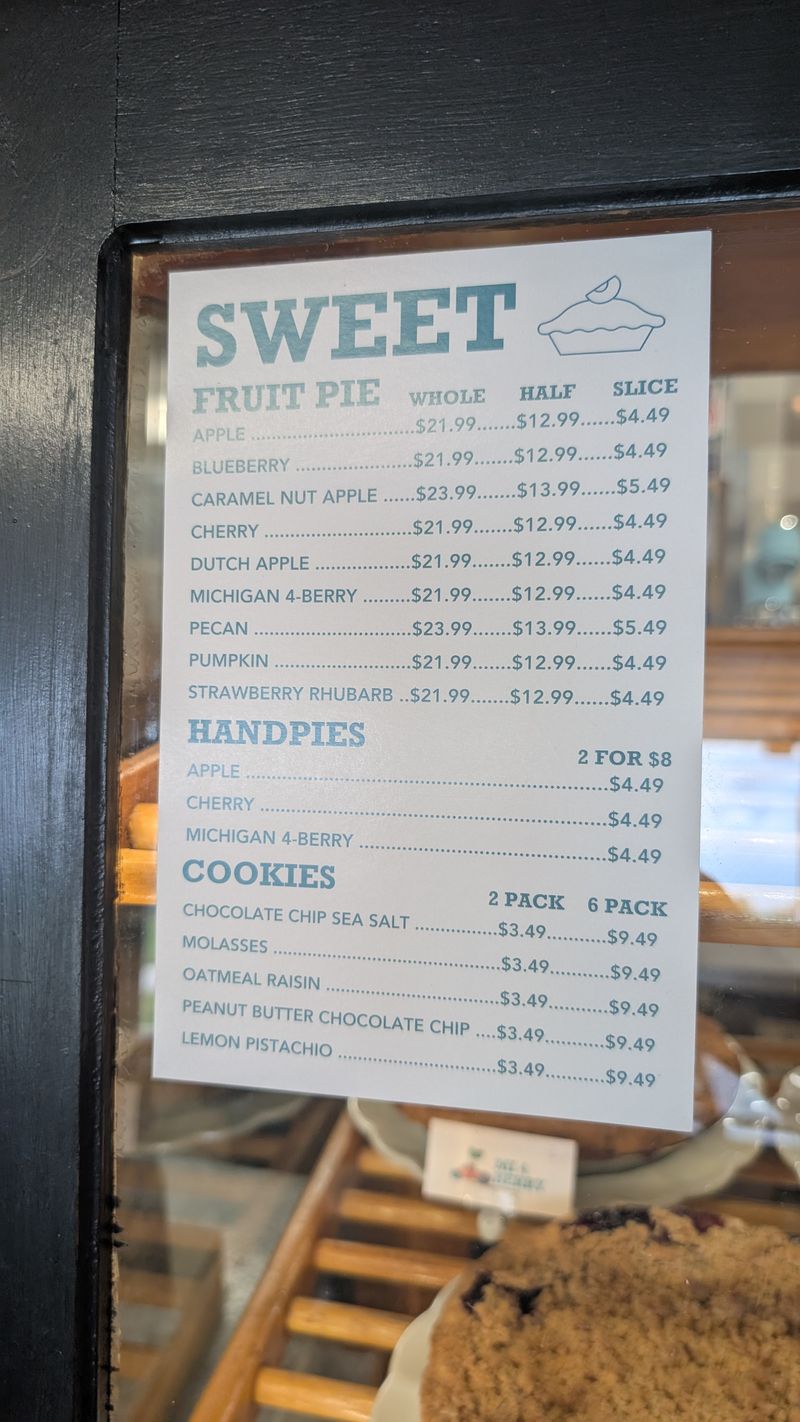 SWEET
FRUIT PIE WHOLE HALF SLICE
APPLE ................................$21.99.......$12.99......$4.49
BLUEBERRY .......................$21.99.......$12.99......$4.49
CARAMEL NUT APPLE ......$23.99.......$13.99......$5.49
CHERRY .............................$21.99.......$12.99......$4.49
DUTCH APPLE ...................$21.99.......$12.99......$4.49
MICHIGAN 4-BERRY .........$21.99.......$12.99......$4.49
PECAN ...............................$23.99.......$13.99......$5.49
PUMPKIN ...........................$21.99.......$12.99......$4.49
STRAWBERRY RHUBARB ..$21.99.......$12.99......$4.49
HANDPIES 2 FOR $8
APPLE .....................................................................$4.49
CHERRY ..................................................................$4.49
MICHIGAN 4-BERRY ...............................................$4.49
COOKIES 2 PACK 6 PACK
CHOCOLATE CHIP SEA SALT ................$3.49..........$9.49
MOLASSES ............................................$3.49..........$9.49
OATMEAL RAISIN .................................$3.49..........$9.49
PEANUT BUTTER CHOCOLATE CHIP ....$3.49..........$9.49
LEMON PISTACHIO ..............................$3.49..........$9.49